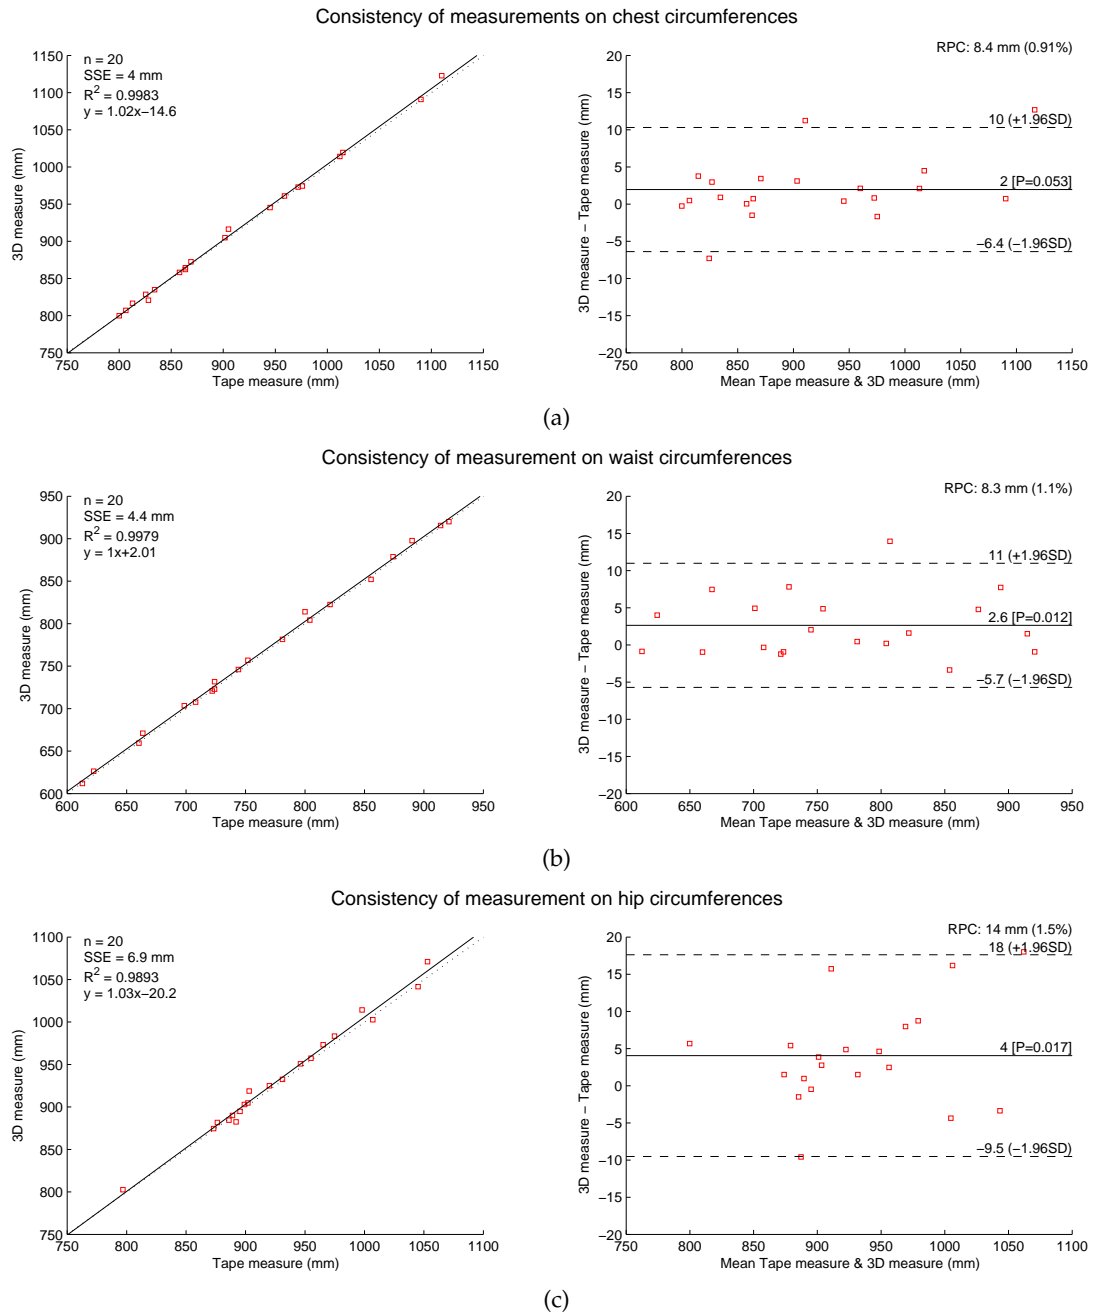 Consistency of measurements on chest circumferences
n = 20
SSE = 4 mm
R2 = 0.9983
y = 1.02x−14.6
1150
1100
1050
1000
950
900
850
800
750
3D measure (mm)
750 800 850 900 950 1000 1050 1100 1150
Tape measure (mm)
RPC: 8.4 mm (0.91%)
20
15
10
5
0
−5
−10
−15
−20
3D measure − Tape measure (mm)
10 (+1.96SD)
2 [P=0.053]
−6.4 (−1.96SD)
750 800 850 900 950 1000 1050 1100 1150
Mean Tape measure & 3D measure (mm)
(a)
Consistency of measurement on waist circumferences
n = 20
SSE = 4.4 mm
R2 = 0.9979
y = 1x+2.01
950
900
850
800
750
700
650
600
3D measure (mm)
600 650 700 750 800 850 900 950
Tape measure (mm)
RPC: 8.3 mm (1.1%)
20
15
10
5
0
−5
−10
−15
−20
3D measure − Tape measure (mm)
11 (+1.96SD)
2.6 [P=0.012]
−5.7 (−1.96SD)
600 650 700 750 800 850 900 950
Mean Tape measure & 3D measure (mm)
(b)
Consistency of measurement on hip circumferences
n = 20
SSE = 6.9 mm
R2 = 0.9893
y = 1.03x−20.2
1100
1050
1000
950
900
850
800
750
3D measure (mm)
750 800 850 900 950 1000 1050 1100
Tape measure (mm)
RPC: 14 mm (1.5%)
20
15
10
5
0
−5
−10
−15
−20
3D measure − Tape measure (mm)
18 (+1.96SD)
4 [P=0.017]
−9.5 (−1.96SD)
750 800 850 900 950 1000 1050 1100
Mean Tape measure & 3D measure (mm)
(c)